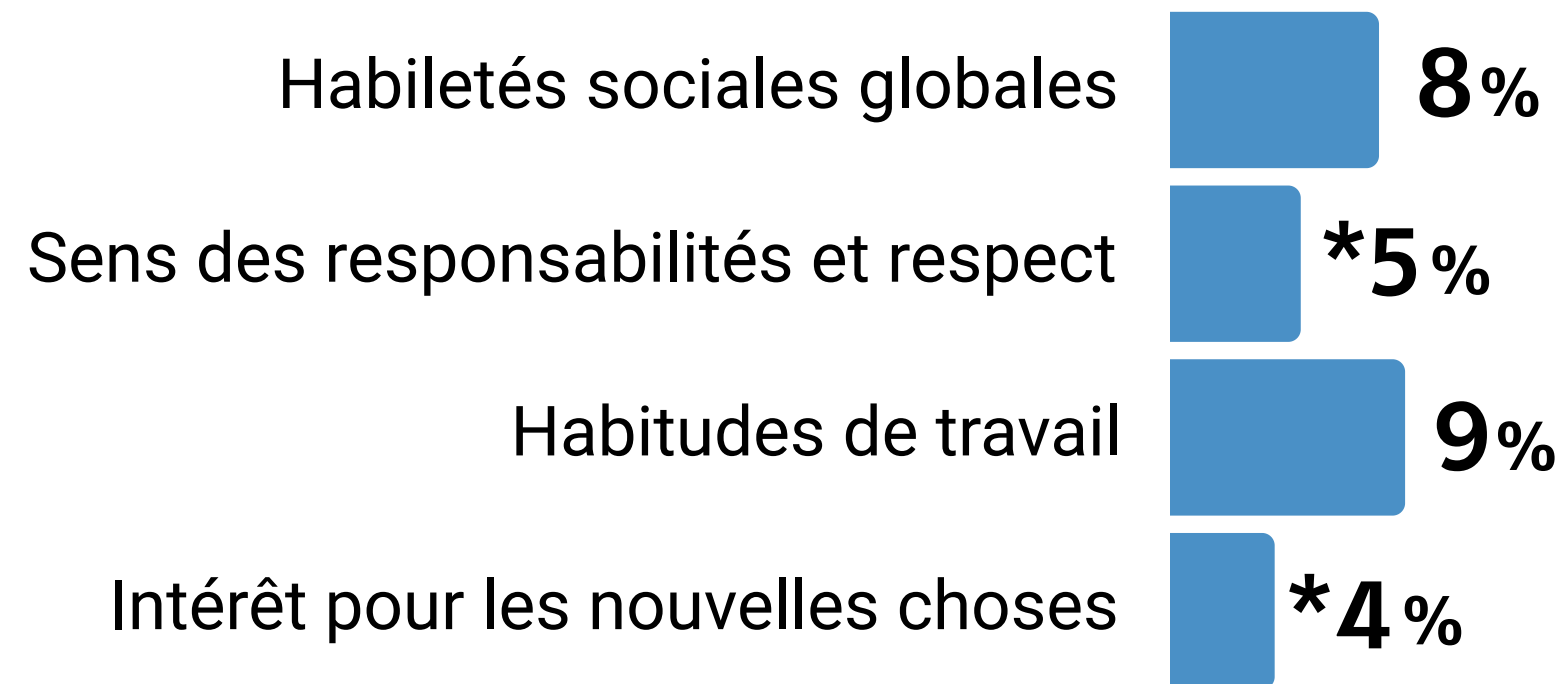 Habiletés sociales globales 8%
Sens des responsabilités et respect *5%
Habitudes de travail 9%
Intérêt pour les nouvelles choses *4%